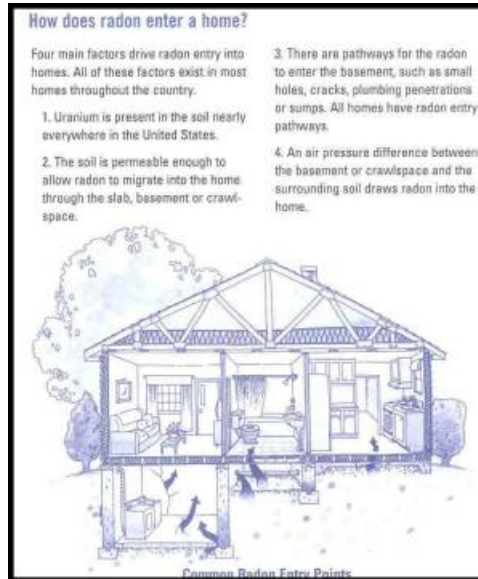 How does radon enter a home?
Four main factors drive radon entry into
homes. All of these factors exist in most
homes throughout the country.
1. Uranium is present in the soil nearly
everywhere in the United States.
2. The soil is permeable enough to
allow radon to migrate into the home
through the slab, basement or crawl-
space.
3. There are pathways for the radon
to enter the basement, such as small
holes, cracks, plumbing penetrations
or sumps. All homes have radon entry
pathways.
4. An air pressure difference between
the basement or crawlspace and the
surrounding soil draws radon into the
home.
Common Radon Entry Points